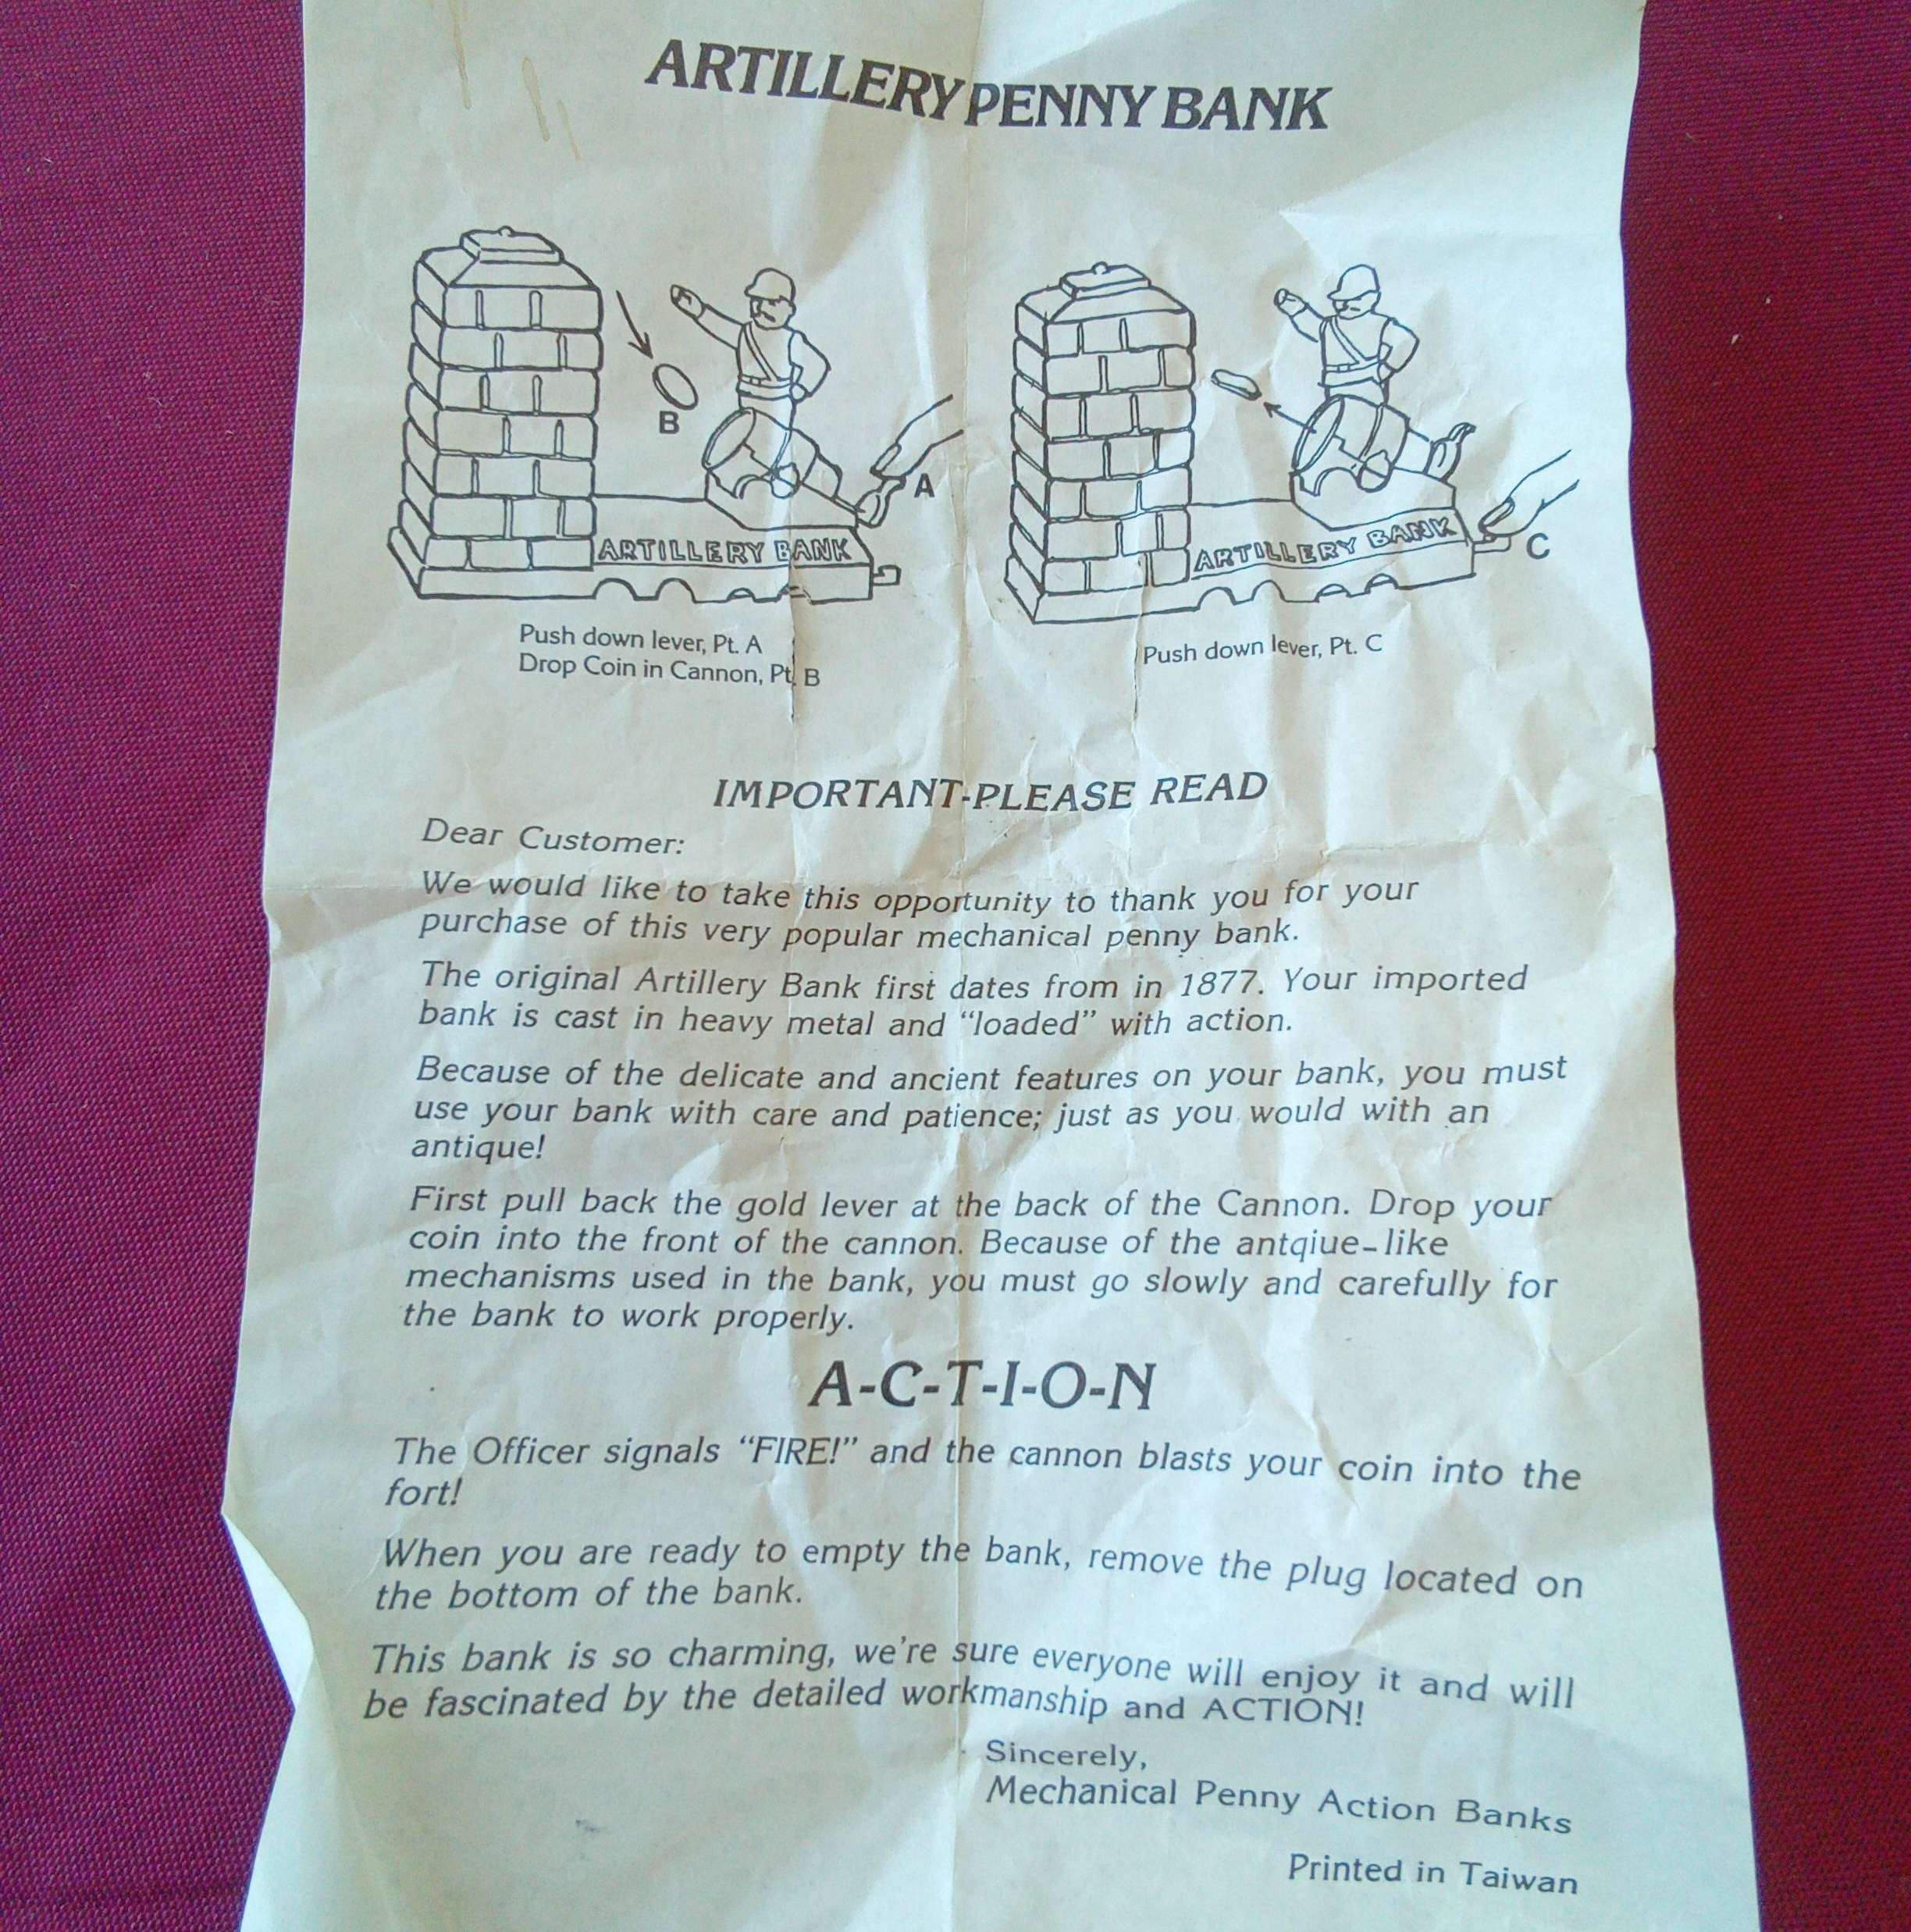 ARTILLERY PENNY BANK
B
A
ARTILLERY BANK
C
ARTILLERY BANK
Push down lever, Pt. A
Drop Coin in Cannon, Pt. B
Push down lever, Pt. C
IMPORTANT-PLEASE READ
Dear Customer:
We would like to take this opportunity to thank you for your
purchase of this very popular mechanical penny bank.
The original Artillery Bank first dates from in 1877. Your imported
bank is cast in heavy metal and “loaded” with action.
Because of the delicate and ancient features on your bank, you must
use your bank with care and patience; just as you would with an
antique!
First pull back the gold lever at the back of the Cannon. Drop your
coin into the front of the cannon. Because of the antqiue-like
mechanisms used in the bank, you must go slowly and carefully for
the bank to work properly.
A-C-T-I-O-N
The Officer signals “FIRE!” and the cannon blasts your coin into the
fort!
When you are ready to empty the bank, remove the plug located on
the bottom of the bank.
This bank is so charming, we're sure everyone will enjoy it and will
be fascinated by the detailed workmanship and ACTION!
Sincerely,
Mechanical Penny Action Banks
Printed in Taiwan